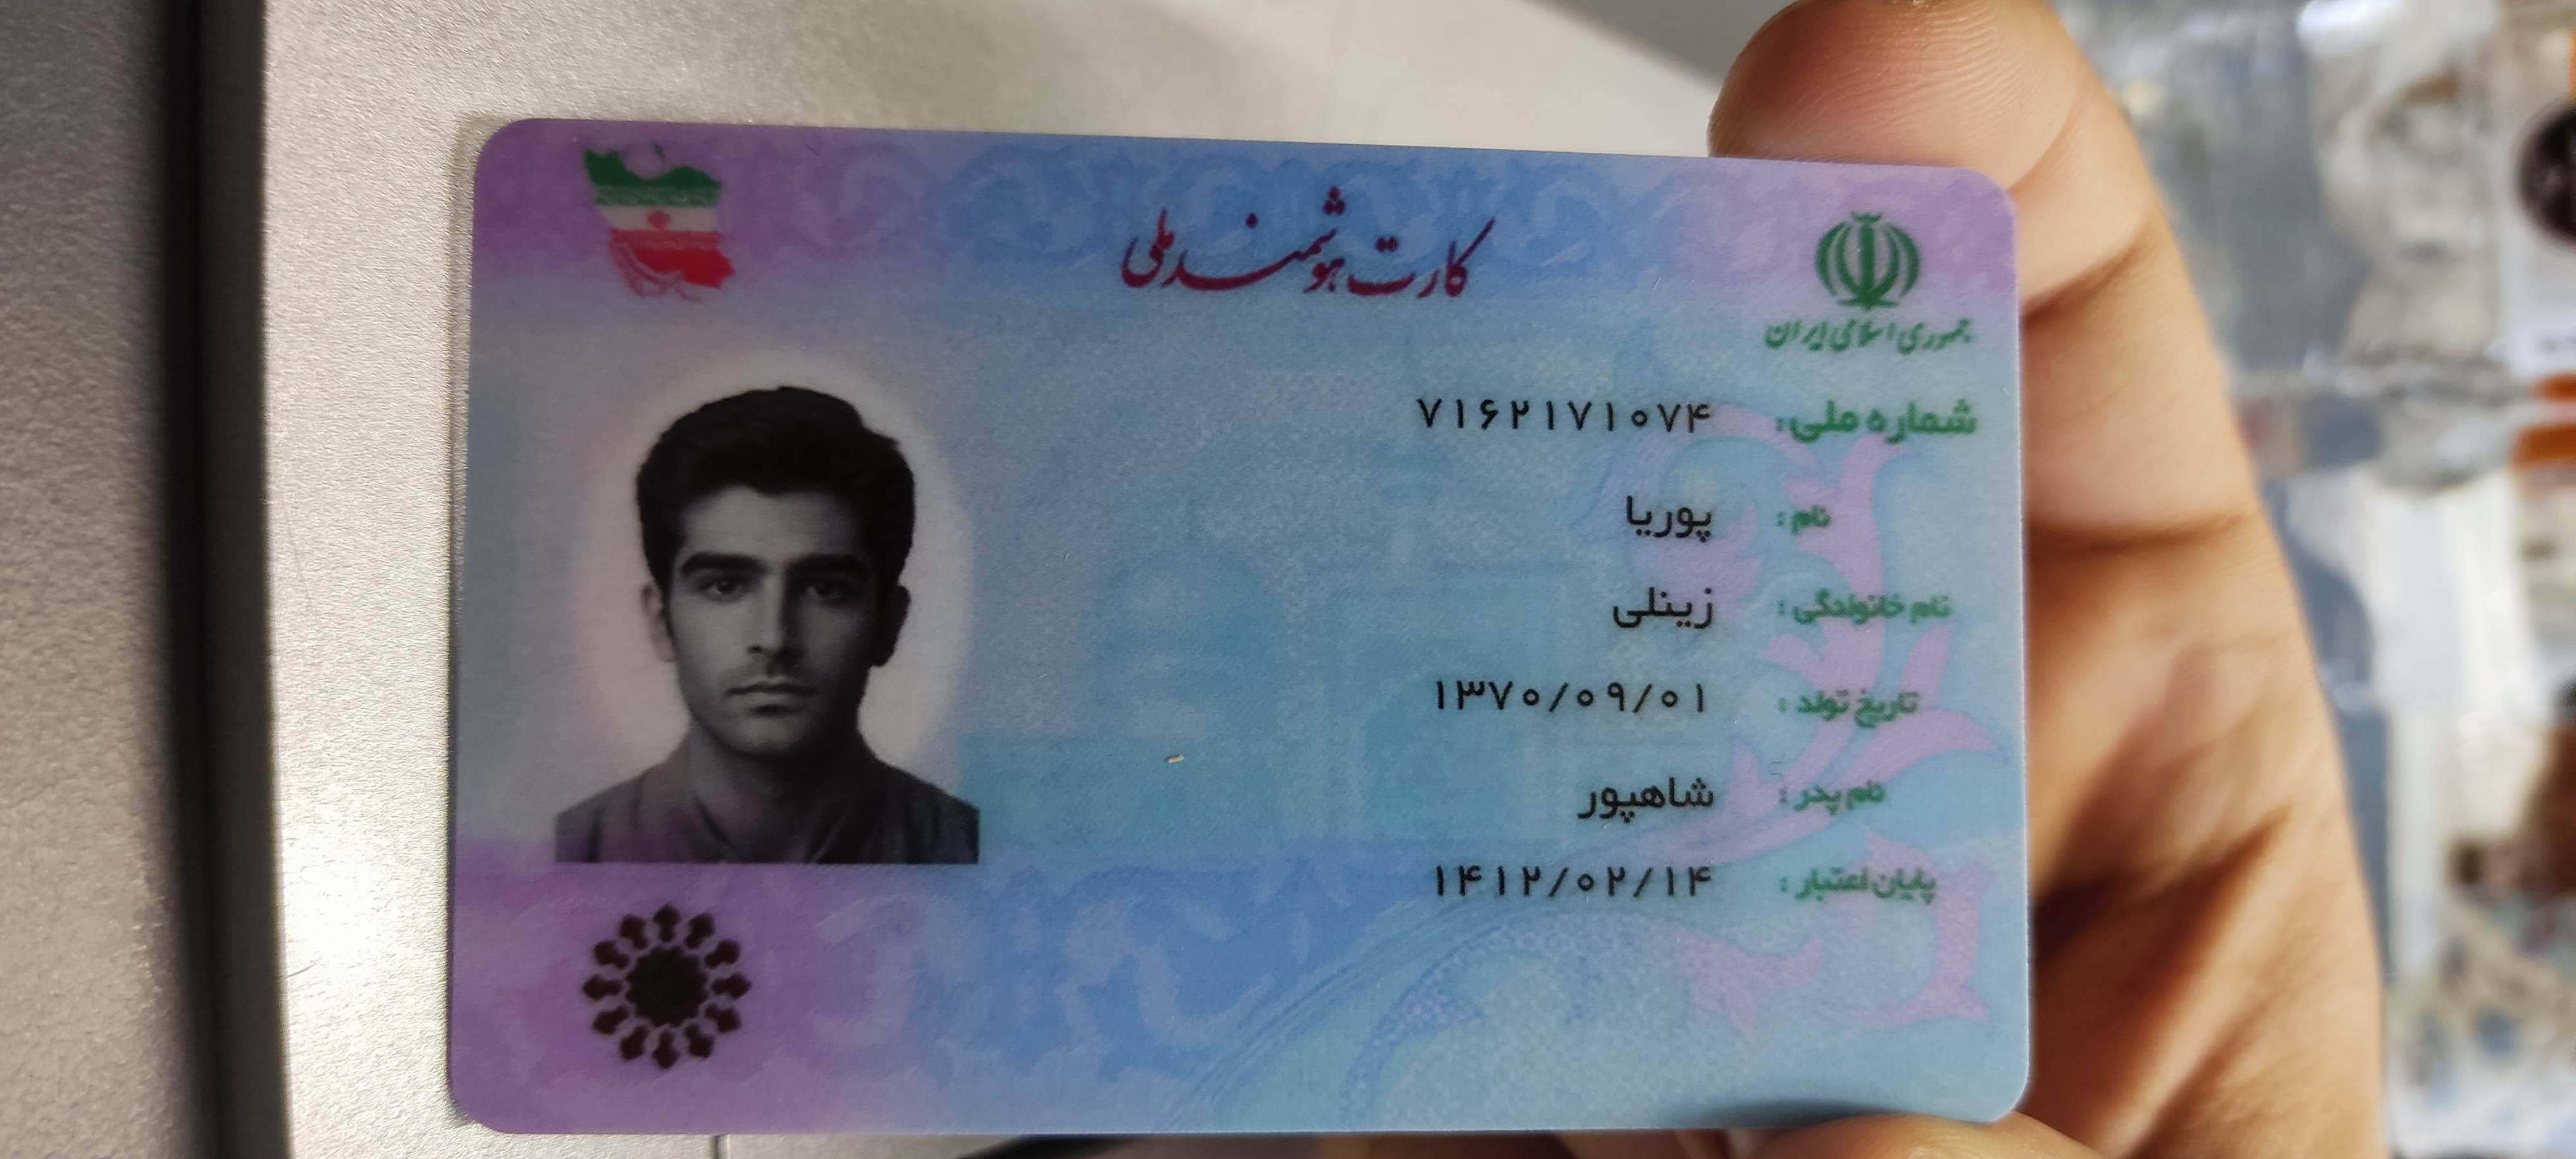 کارت هوشمند ملی
جمهوری اسلامی ایران
شماره ملی: ۷۱۶۲۱۷۱۰۷۴
نام : پوریا
نام خانوادگی : زینلی
تاریخ تولد : ۱۳۷۰/۰۹/۰۱
نام پدر : شاهپور
پایان اعتبار : ۱۴۱۲/۰۲/۱۴